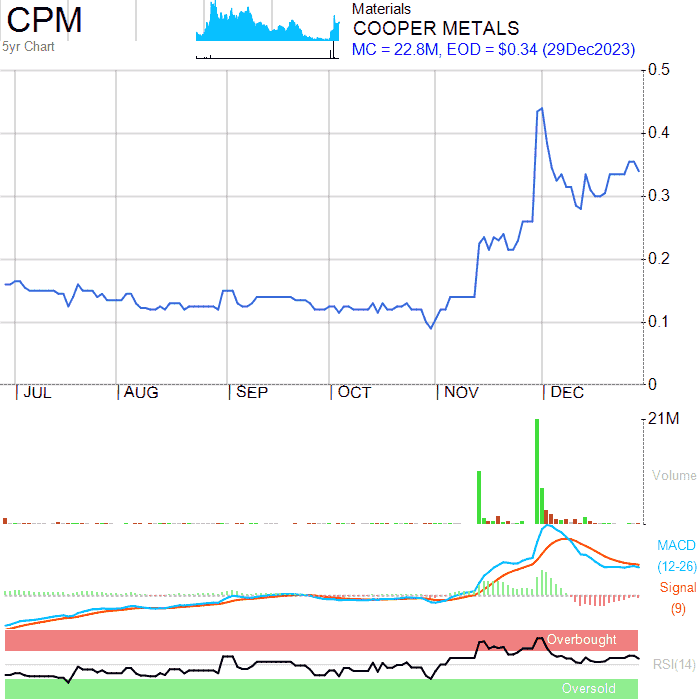 CPM
5yr Chart
Materials
COOPER METALS
MC = 22.8M, EOD = $0.34 (29Dec2023)
0.5
0.4
0.3
0.2
0.1
0
JUL AUG SEP OCT NOV DEC
21M
Volume
MACD
(12-26)
Signal
(9)
Overbought
RSI(14)
Oversold